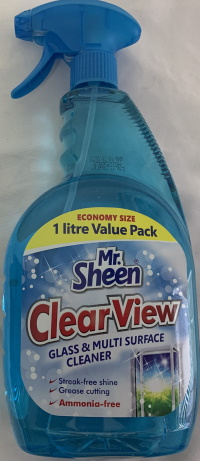 ECONOMY SIZE
1 litre Value Pack
Mr.
Sheen
ClearView
GLASS & MULTI SURFACE
CLEANER
Streak-free shine
Grease cutting
Ammonia-free